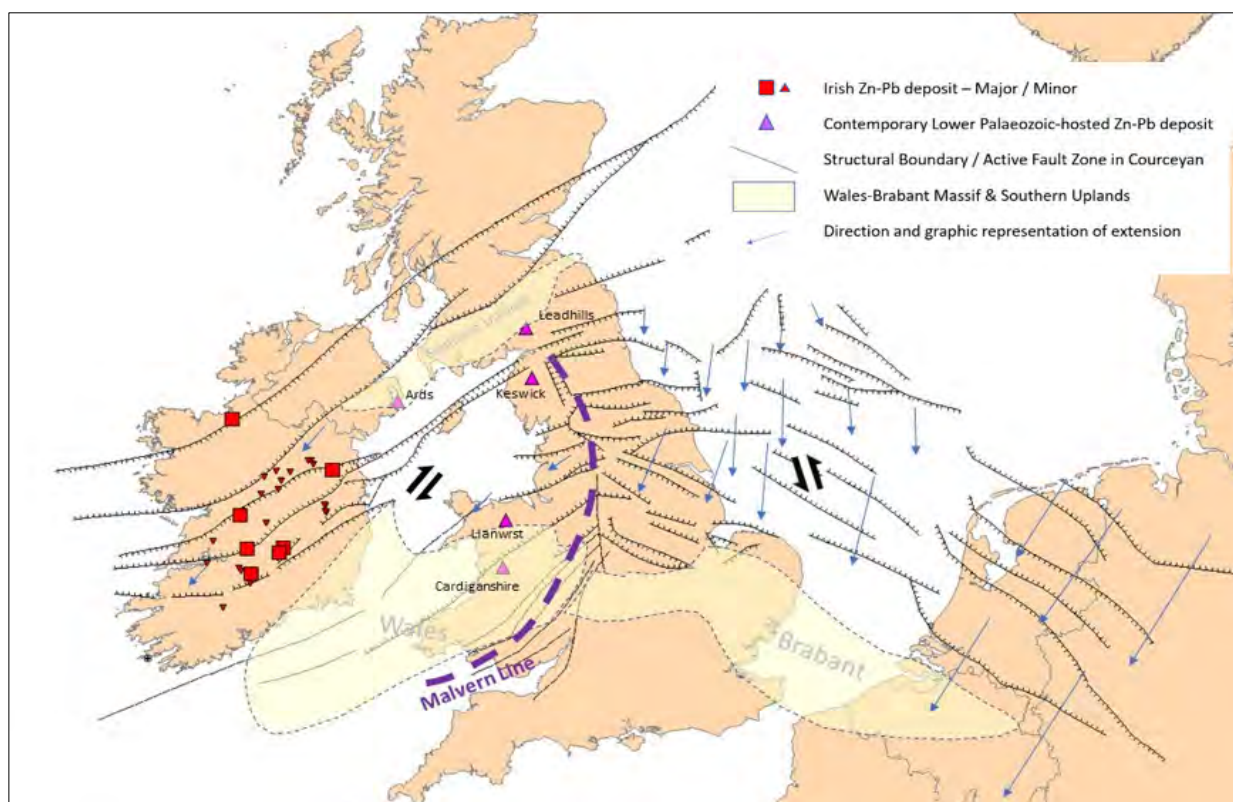 Irish Zn-Pb deposit – Major / Minor
Contemporary Lower Palaeozoic-hosted Zn-Pb deposit
Structural Boundary / Active Fault Zone in Courceyan
Wales-Brabant Massif & Southern Uplands
Direction and graphic representation of extension
Leadhills
Ards
Keswick
Llanwrst
Cardiganshire
Wales
Brabant
Malvern Line